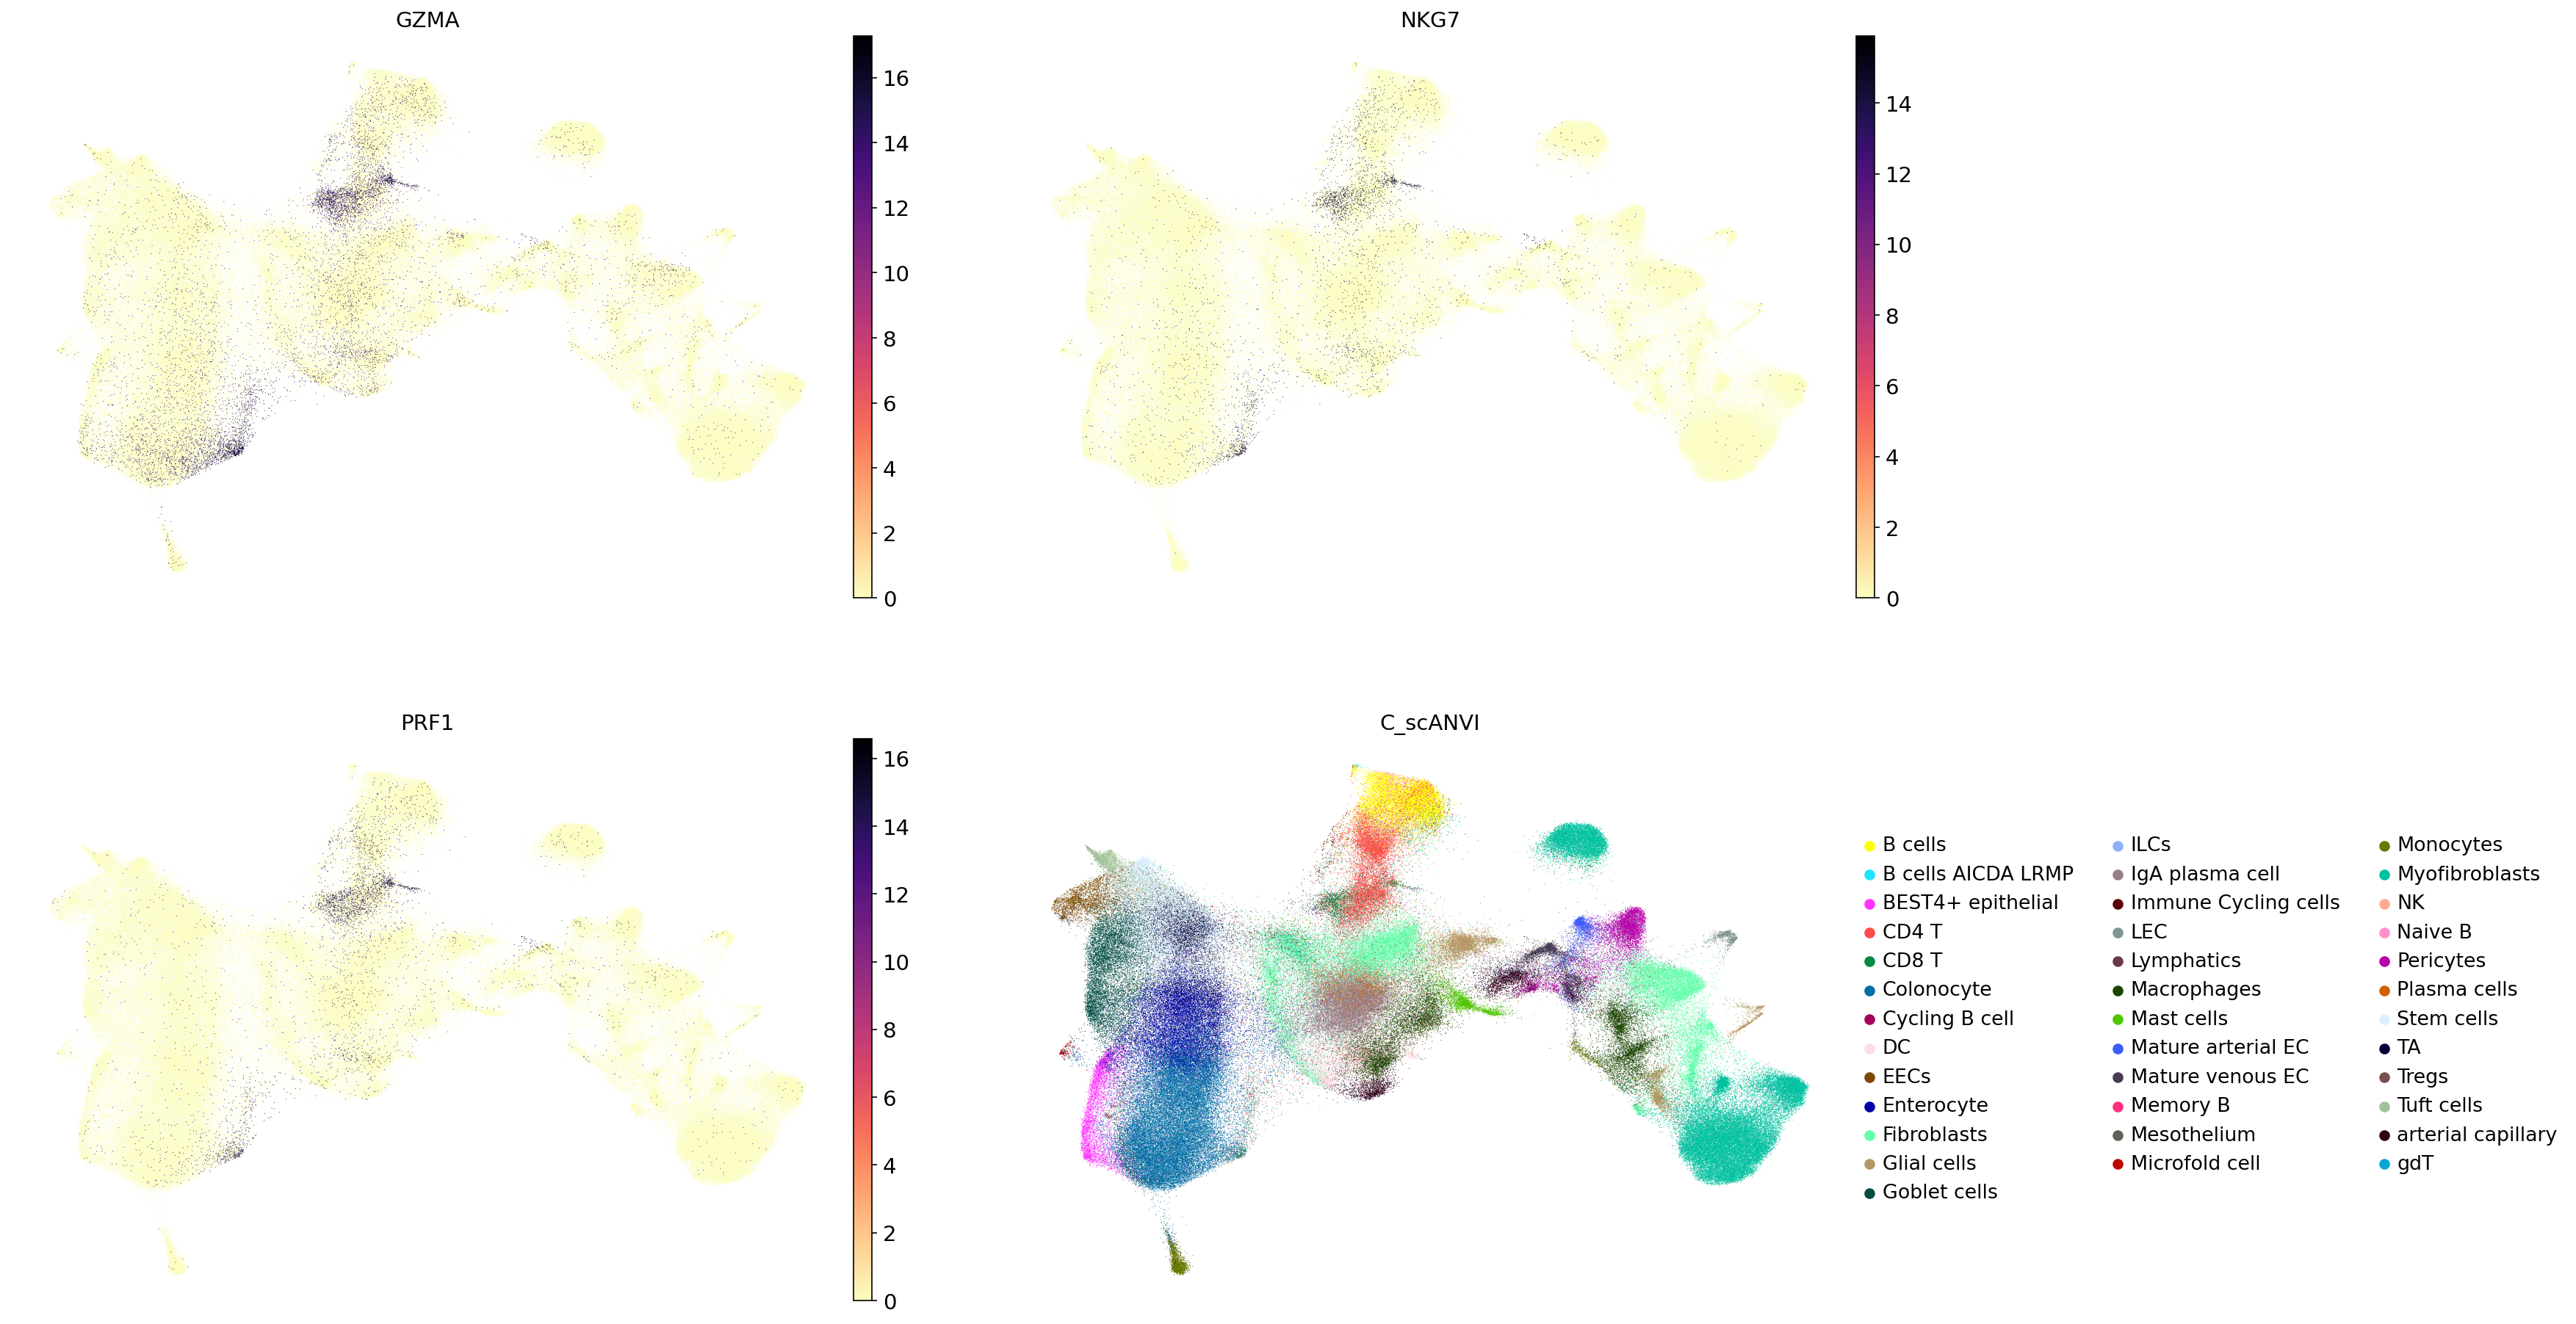 GZMA
16
14
12
10
8
6
4
2
0
NKG7
14
12
10
8
6
4
2
0
PRF1
16
14
12
10
8
6
4
2
0
C_scANVI
B cells
B cells AICDA LRMP
BEST4+ epithelial
CD4 T
CD8 T
Colonocyte
Cycling B cell
DC
EECs
Enterocyte
Fibroblasts
Glial cells
Goblet cells
ILCs
IgA plasma cell
Immune Cycling cells
LEC
Lymphatics
Macrophages
Mast cells
Mature arterial EC
Mature venous EC
Memory B
Mesothelium
Microfold cell
Monocytes
Myofibroblasts
NK
Naive B
Pericytes
Plasma cells
Stem cells
TA
Tregs
Tuft cells
arterial capillary
gdT